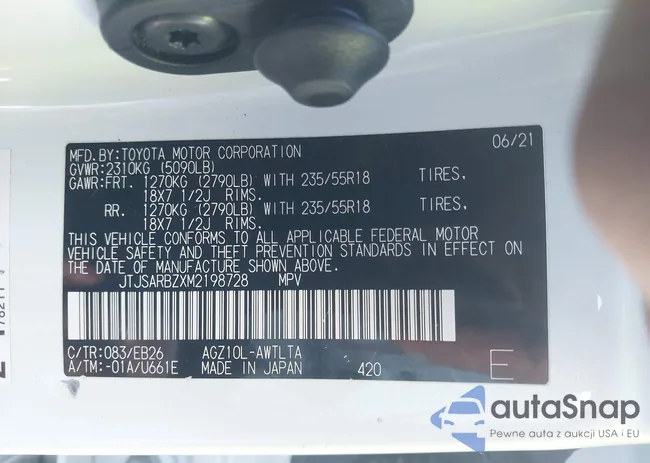 MFD.BY:TOYOTA MOTOR CORPORATION 06/21
GVWR:2310KG (5090LB)
GAWR:FRT. 1270KG (2790LB) WITH 235/55R18 TIRES,
18X7 1/2J RIMS.
RR. 1270KG (2790LB) WITH 235/55R18 TIRES,
18X7 1/2J RIMS.
THIS VEHICLE CONFORMS TO ALL APPLICABLE FEDERAL MOTOR
VEHICLE SAFETY AND THEFT PREVENTION STANDARDS IN EFFECT ON
THE DATE OF MANUFACTURE SHOWN ABOVE.
JTJSARBZXM2198728 MPV
C/TR:083/EB26 AGZ10L-AWTLTA
A/TM:-01A/U661E MADE IN JAPAN 420 E
autaSnap
Pewne auta z aukcji USA i EU